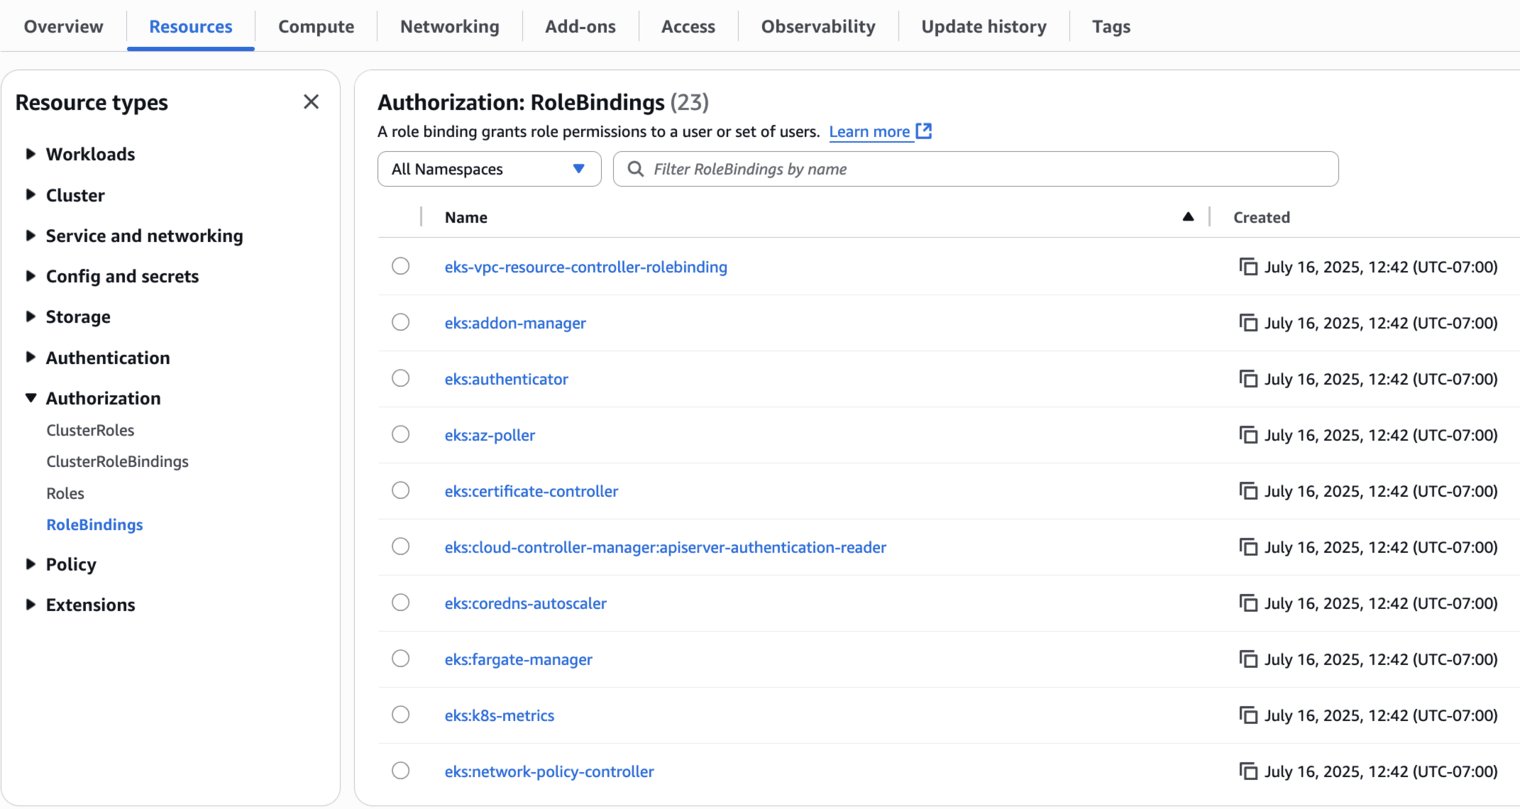 Overview Resources Compute Networking Add-ons Access Observability Update history Tags
Resource types
Workloads
Cluster
Service and networking
Config and secrets
Storage
Authentication
Authorization
ClusterRoles
ClusterRoleBindings
Roles
RoleBindings
Policy
Extensions
Authorization: RoleBindings (23)
A role binding grants role permissions to a user or set of users. Learn more
All Namespaces Filter RoleBindings by name
Name Created
eks-vpc-resource-controller-rolebinding July 16, 2025, 12:42 (UTC-07:00)
eks:addon-manager July 16, 2025, 12:42 (UTC-07:00)
eks:authenticator July 16, 2025, 12:42 (UTC-07:00)
eks:az-poller July 16, 2025, 12:42 (UTC-07:00)
eks:certificate-controller July 16, 2025, 12:42 (UTC-07:00)
eks:cloud-controller-manager:apiserver-authentication-reader July 16, 2025, 12:42 (UTC-07:00)
eks:coredns-autoscaler July 16, 2025, 12:42 (UTC-07:00)
eks:fargate-manager July 16, 2025, 12:42 (UTC-07:00)
eks:k8s-metrics July 16, 2025, 12:42 (UTC-07:00)
eks:network-policy-controller July 16, 2025, 12:42 (UTC-07:00)